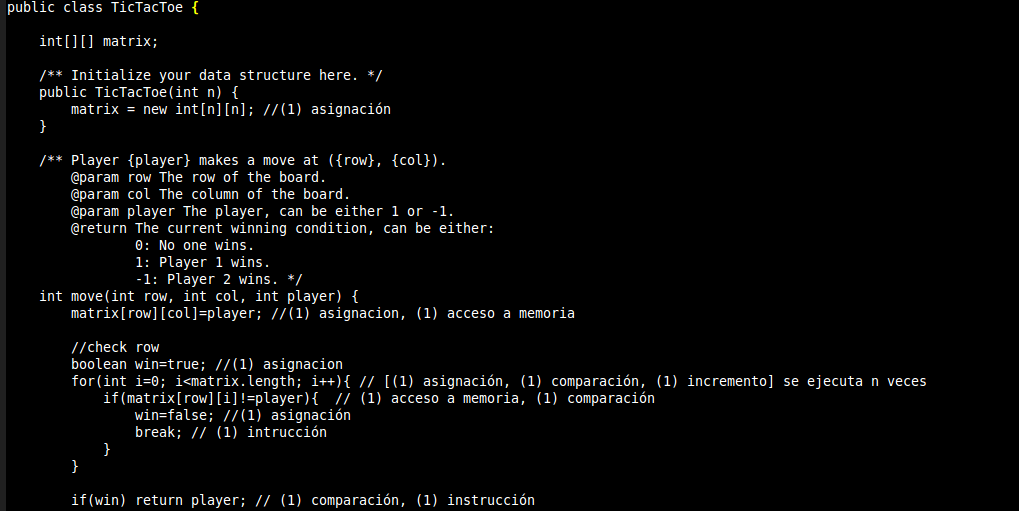 public class TicTacToe {
int[][] matrix;
/** Initialize your data structure here. */
public TicTacToe(int n) {
matrix = new int[n][n]; //(1) asignación
}
/** Player {player} makes a move at ({row}, {col}).
@param row The row of the board.
@param col The column of the board.
@param player The player, can be either 1 or -1.
@return The current winning condition, can be either:
0: No one wins.
1: Player 1 wins.
-1: Player 2 wins. */
int move(int row, int col, int player) {
matrix[row][col]=player; //(1) asignacion, (1) acceso a memoria
//check row
boolean win=true; //(1) asignacion
for(int i=0; i<matrix.length; i++){ // [(1) asignación, (1) comparación, (1) incremento] se ejecuta n veces
if(matrix[row][i]!=player){  // (1) acceso a memoria, (1) comparación
win=false; //(1) asignación
break; // (1) intrucción
}
}
if(win) return player; // (1) comparación, (1) instrucción